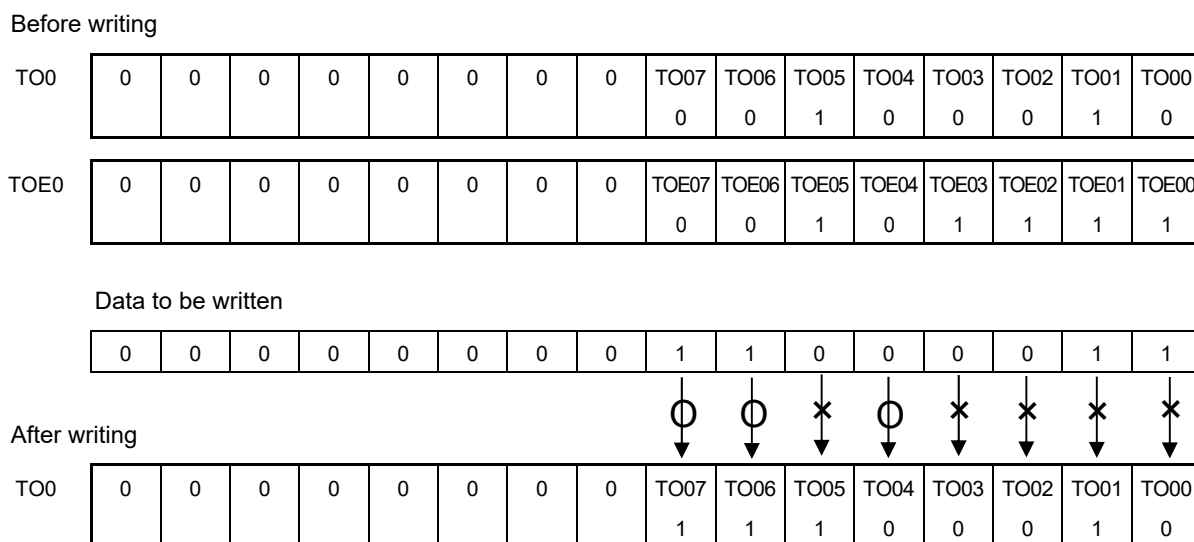 Before writing
TO0 0 0 0 0 0 0 0 0 TO07 TO06 TO05 TO04 TO03 TO02 TO01 TO00
0 0 1 0 0 0 1 0
TOE0 0 0 0 0 0 0 0 0 TOE07 TOE06 TOE05 TOE04 TOE03 TOE02 TOE01 TOE00
0 0 1 0 1 1 1 1
Data to be written
0 0 0 0 0 0 0 0 1 1 0 0 0 0 1 1
O O × O × × × ×
After writing
TO0 0 0 0 0 0 0 0 0 TO07 TO06 TO05 TO04 TO03 TO02 TO01 TO00
1 1 1 0 0 0 1 0